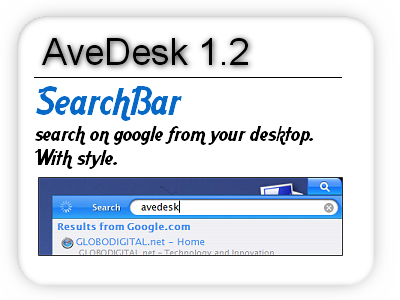 AveDesk 1.2
SearchBar
search on google from your desktop.
With style.
Search avedesk
Results from Google.com
GLOBODIGITAL.net - Home
GLOBODIGITAL.net - Technology and Innovation